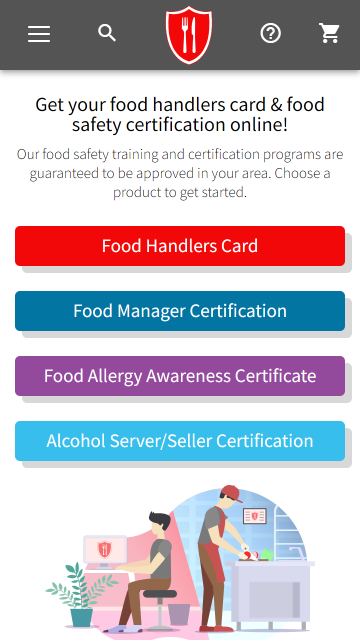 Get your food handlers card & food
safety certification online!
Our food safety training and certification programs are
guaranteed to be approved in your area. Choose a
product to get started.
Food Handlers Card
Food Manager Certification
Food Allergy Awareness Certificate
Alcohol Server/Seller Certification